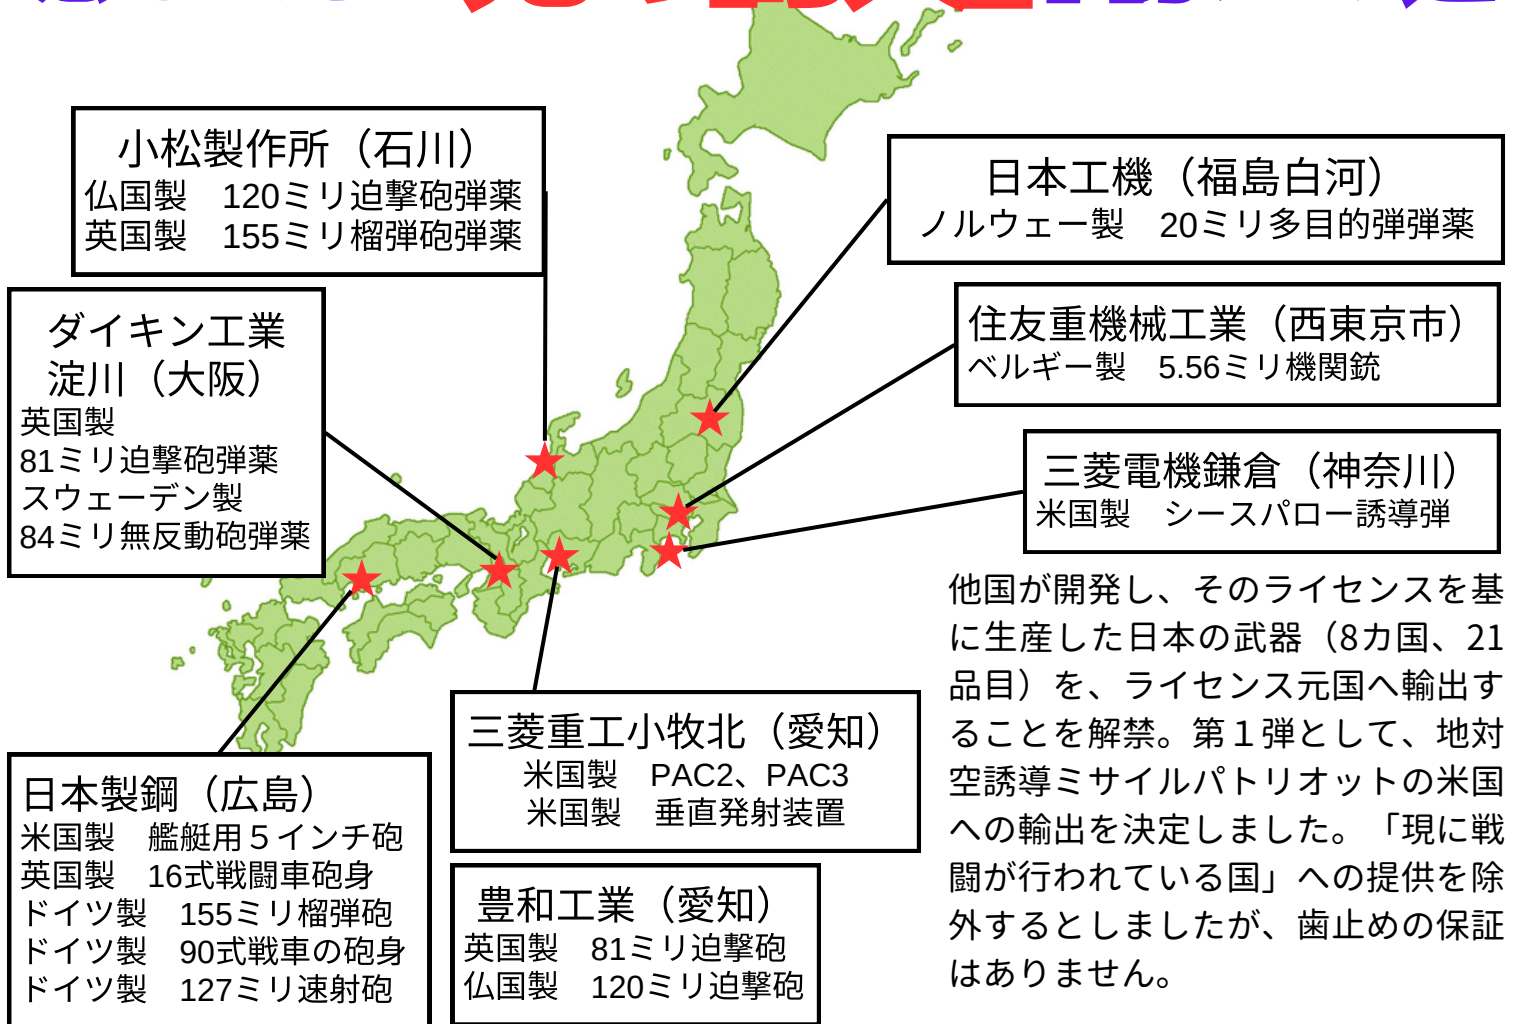 小松製作所（石川）
仏国製　120ミリ迫撃砲弾薬
英国製　155ミリ榴弾砲弾薬
日本工機（福島白河）
ノルウェー製　20ミリ多目的弾弾薬
ダイキン工業
淀川（大阪）
英国製
81ミリ迫撃砲弾薬
スウェーデン製
84ミリ無反動砲弾薬
住友重機械工業（西東京市）
ベルギー製　5.56ミリ機関銃
三菱電機鎌倉（神奈川）
米国製　シースパロー誘導弾
他国が開発し、そのライセンスを基
に生産した日本の武器（8カ国、21
品目）を、ライセンス元国へ輸出す
ることを解禁。第１弾として、地対
空誘導ミサイルパトリオットの米国
への輸出を決定しました。「現に戦
闘が行われている国」への提供を除
外するとしましたが、歯止めの保証
はありません。
三菱重工小牧北（愛知）
米国製　PAC2、PAC3
米国製　垂直発射装置
日本製鋼（広島）
米国製　艦艇用５インチ砲
英国製　16式戦闘車砲身
ドイツ製　155ミリ榴弾砲
ドイツ製　90式戦車の砲身
ドイツ製　127ミリ速射砲
豊和工業（愛知）
英国製　81ミリ迫撃砲
仏国製　120ミリ迫撃砲